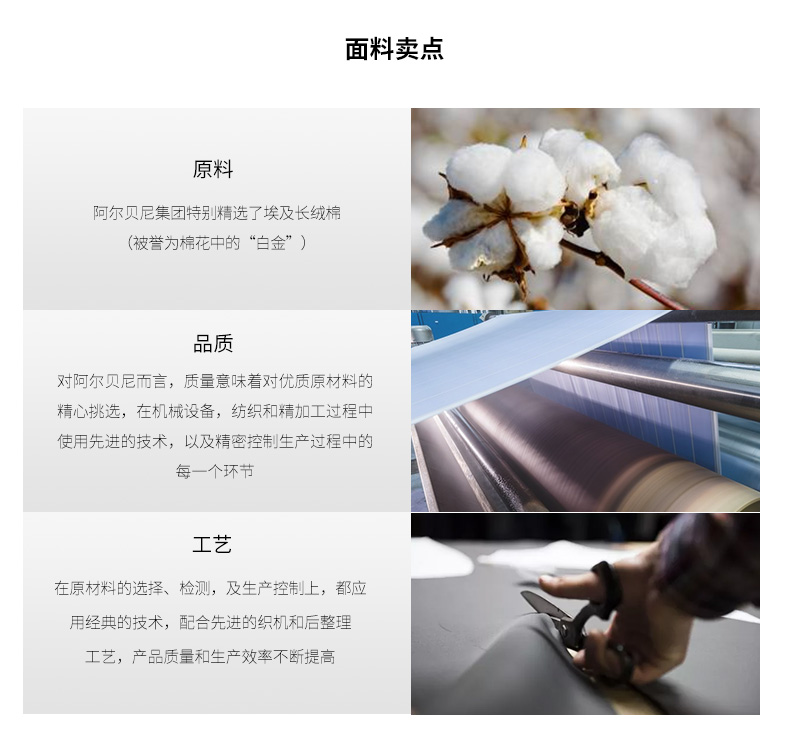 面料卖点
原料
阿尔贝尼集团特别精选了埃及长绒棉
（被誉为棉花中的“白金”）
品质
对阿尔贝尼而言，质量意味着对优质原材料的
精心挑选，在机械设备，纺织和精加工过程中
使用先进的技术，以及精密控制生产过程中的
每一个环节
工艺
在原材料的选择、检测，及生产控制上，都应
用经典的技术，配合先进的织机和后整理
工艺，产品质量和生产效率不断提高